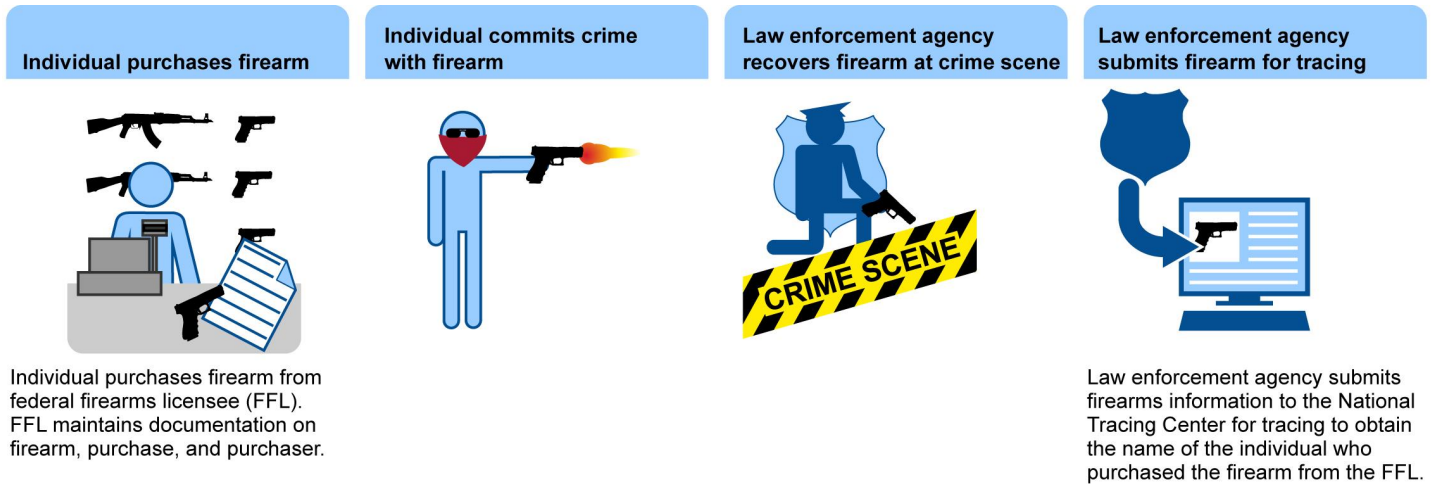 Individual purchases firearm
Individual commits crime
with firearm
Law enforcement agency
recovers firearm at crime scene
Law enforcement agency
submits firearm for tracing
CRIME SCENE
Individual purchases firearm from
federal firearms licensee (FFL).
FFL maintains documentation on
firearm, purchase, and purchaser.
Law enforcement agency submits
firearms information to the National
Tracing Center for tracing to obtain
the name of the individual who
purchased the firearm from the FFL.